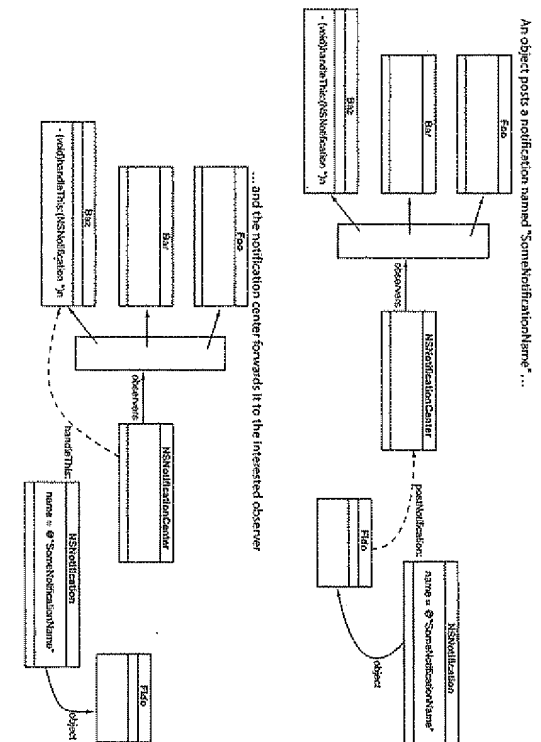 An object posts a notification named "SomeNotificationName", ...
Foo
Bar
Baz
- (void)handleThis:(NSNotification *)n
observers
NSNotificationCenter
postNotification:
Fido
NSNotification
name = @"SomeNotificationName"
object
... and the notification center forwards it to the interested observer
Foo
Bar
Baz
- (void)handleThis:(NSNotification *)n
observers
NSNotificationCenter
handleThis:
NSNotification
name = @"SomeNotificationName"
Fido
object